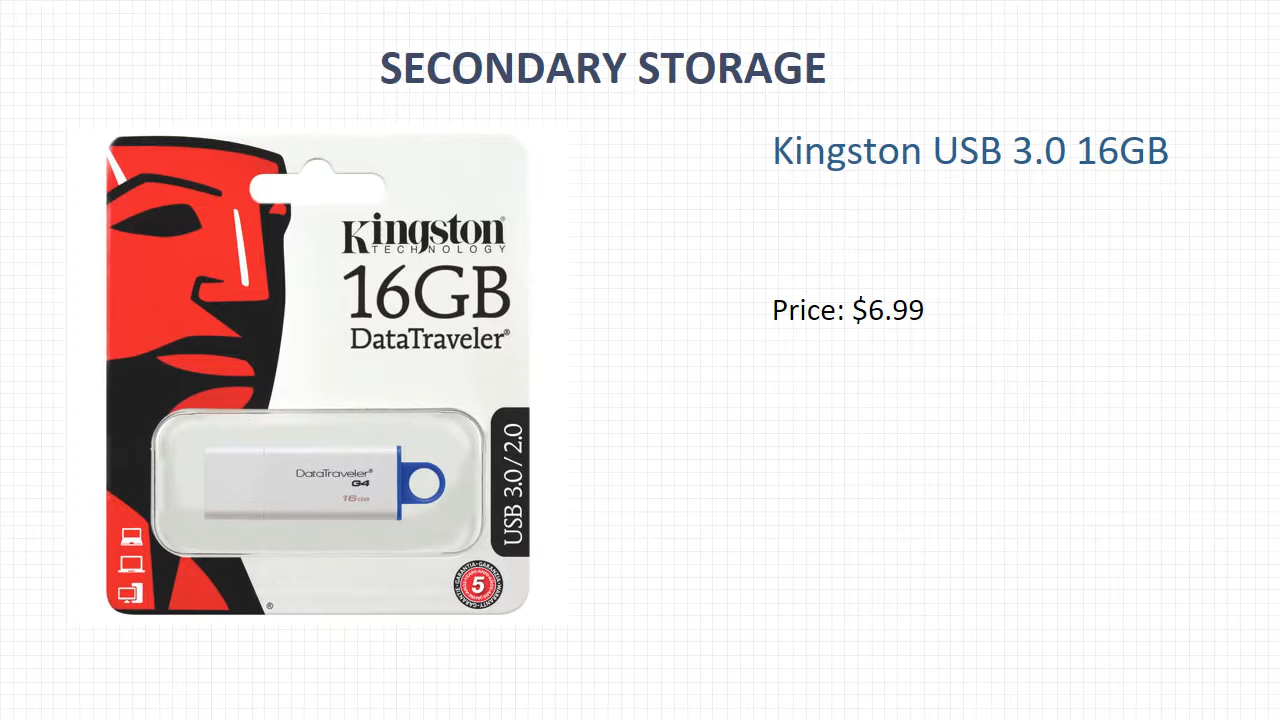 SECONDARY STORAGE
Kingston USB 3.0 16GB
Price: $6.99
Kingston®
TECHNOLOGY
16GB
DataTraveler®
DataTraveler®
G4
16GB
USB 3.0/2.0
5
®